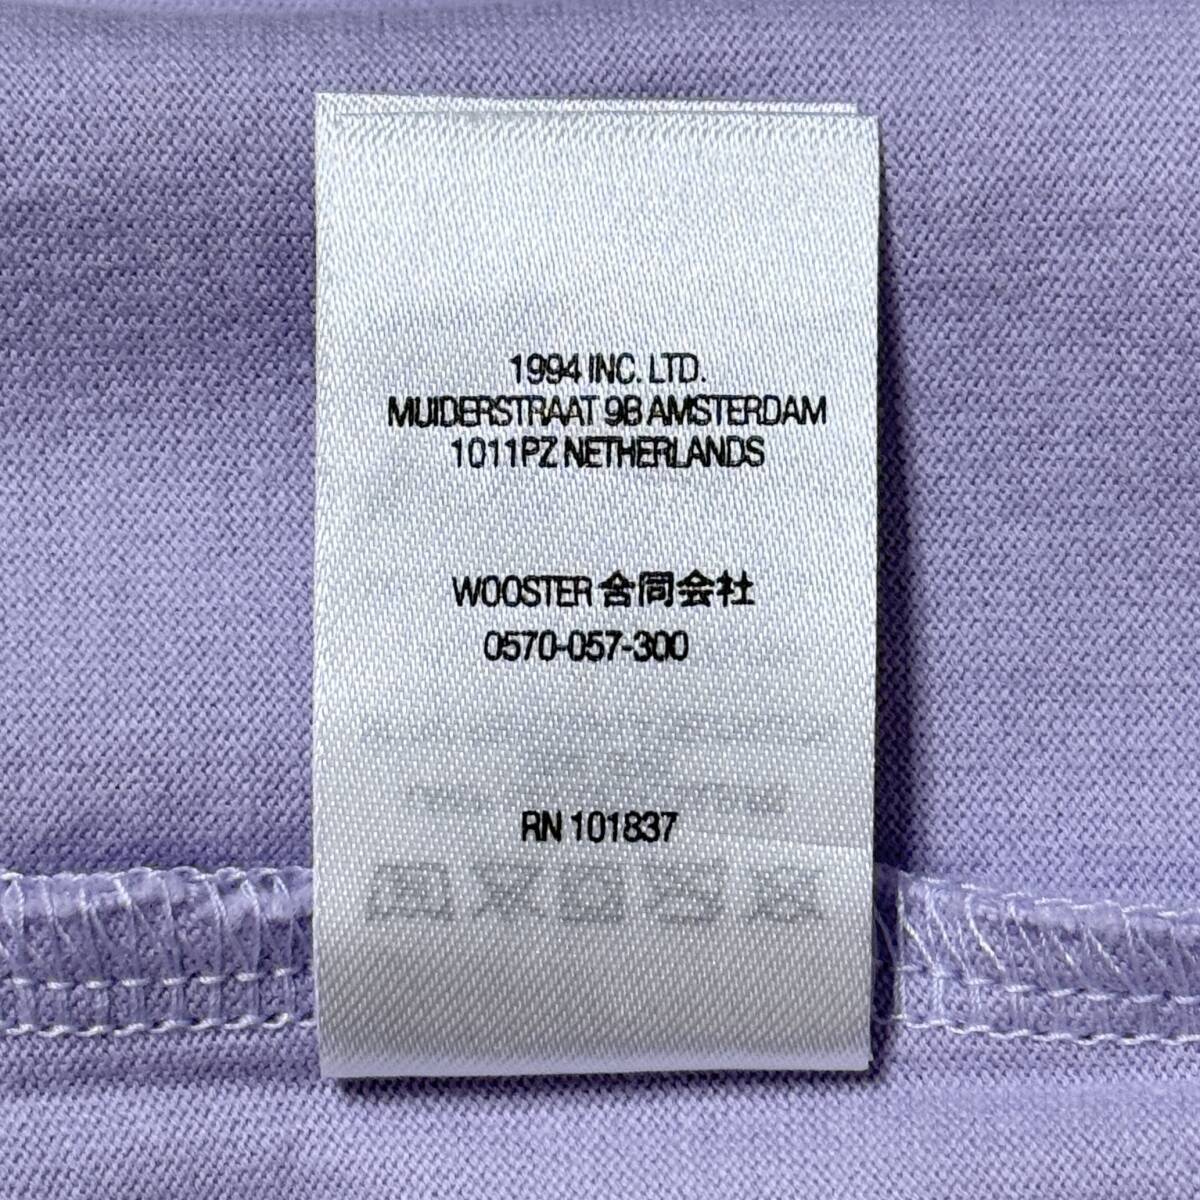 1994 INC. LTD.
MUIDERSTRAAT 9B AMSTERDAM
1011PZ NETHERLANDS
WOOSTER 合同会社
0570-057-300
RN 101837